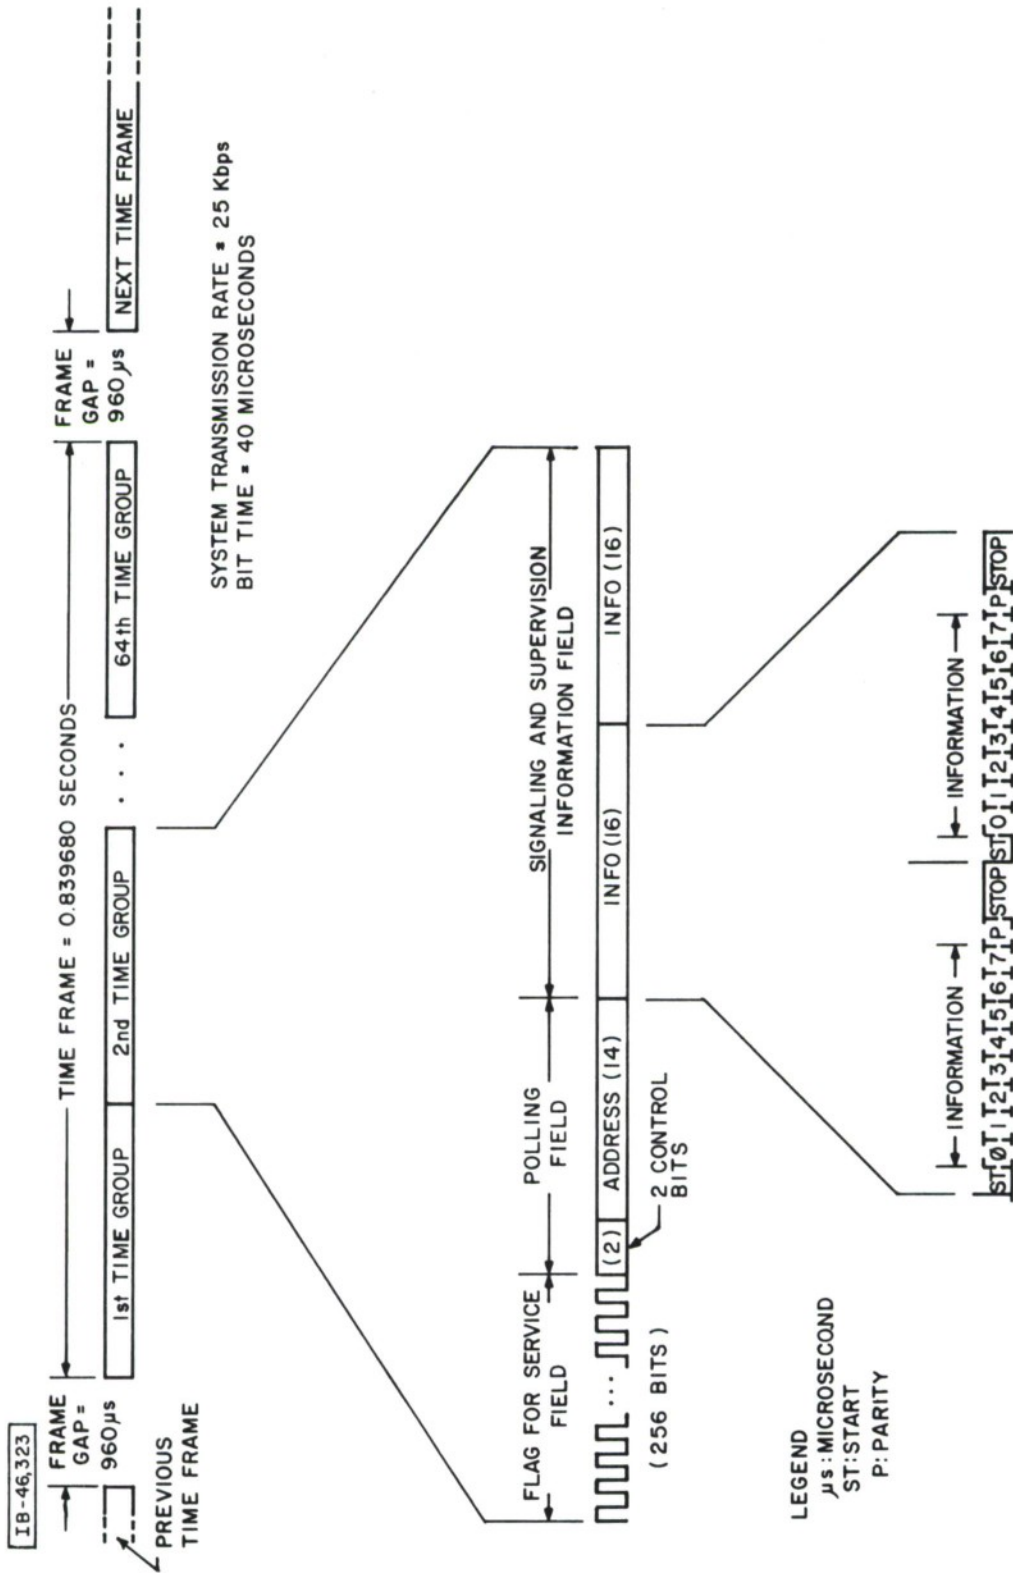 IB-46,323
FRAME
GAP =
960 µs
TIME FRAME = 0.839680 SECONDS
FRAME
GAP =
960 µs
1st TIME GROUP
2nd TIME GROUP
. . .
64th TIME GROUP
NEXT TIME FRAME
PREVIOUS
TIME FRAME
SYSTEM TRANSMISSION RATE = 25 Kbps
BIT TIME = 40 MICROSECONDS
FLAG FOR SERVICE
FIELD
POLLING
FIELD
SIGNALING AND SUPERVISION
INFORMATION FIELD
...
(2)
ADDRESS (14)
INFO (16)
INFO (16)
(256 BITS)
2 CONTROL
BITS
INFORMATION
INFORMATION
ST Ø 1 2 3 4 5 6 7 P STOP
ST 0 1 2 3 4 5 6 7 P STOP
LEGEND
µs : MICROSECOND
ST : START
P : PARITY